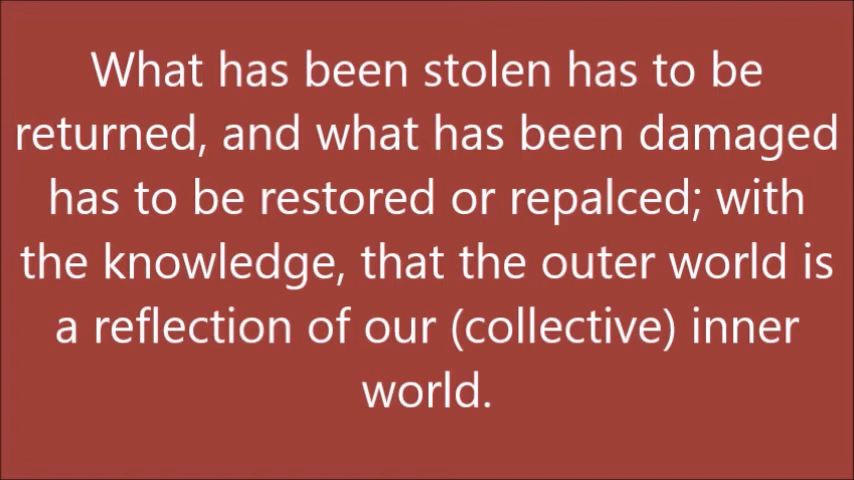 What has been stolen has to be
returned, and what has been damaged
has to be restored or repalced; with
the knowledge, that the outer world is
a reflection of our (collective) inner
world.